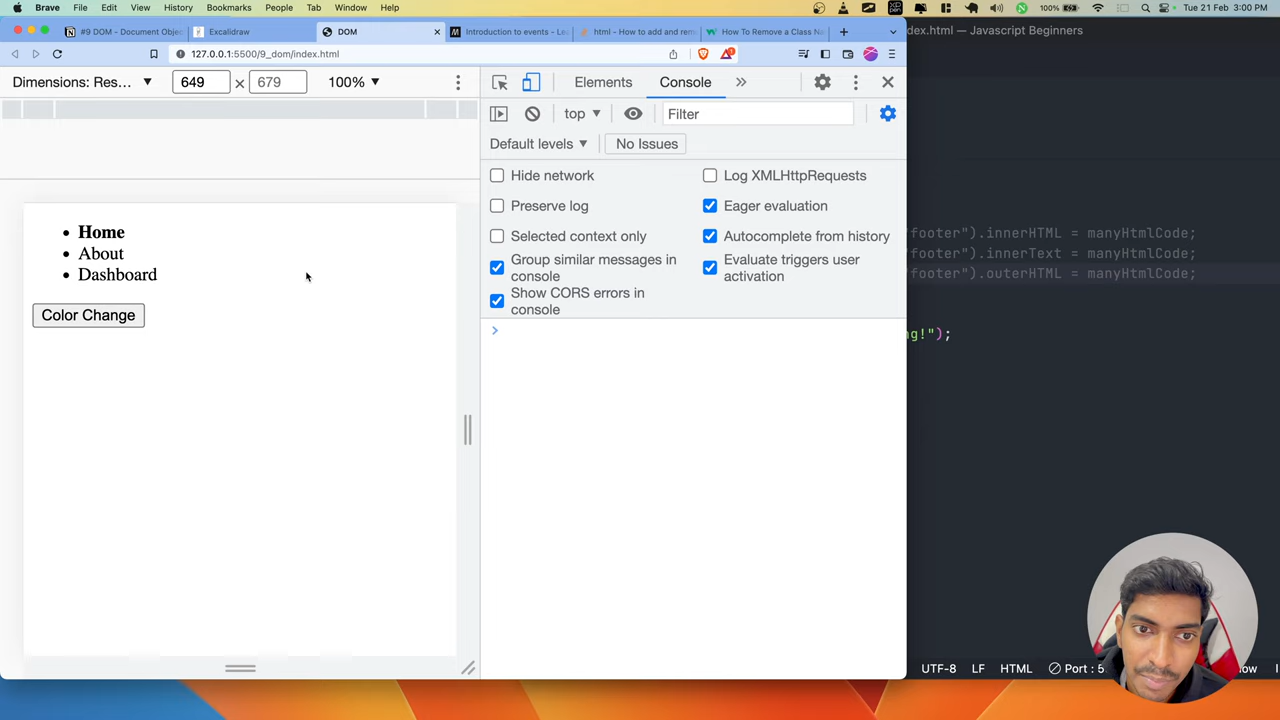 Brave File Edit View History Bookmarks People Tab Window Help 100% Tue 21 Feb 3:00 PM
#9 DOM - Document Obje Excalidraw DOM Introduction to events - Le html - How to add and rem How To Remove a Class Na
dex.html — Javascript Beginners
127.0.0.1:5500/9_dom/index.html
Dimensions: Res... 649 × 679 100%
Elements Console
top Filter
Default levels No Issues
Hide network Log XMLHttpRequests
Preserve log Eager evaluation
Selected context only Autocomplete from history
Group similar messages in console Evaluate triggers user activation
Show CORS errors in console
Home
About
Dashboard
Color Change
"footer").innerHTML = manyHtmlCode;
"footer").innerText = manyHtmlCode;
"footer").outerHTML = manyHtmlCode;
ng!");
UTF-8 LF HTML Port : 5